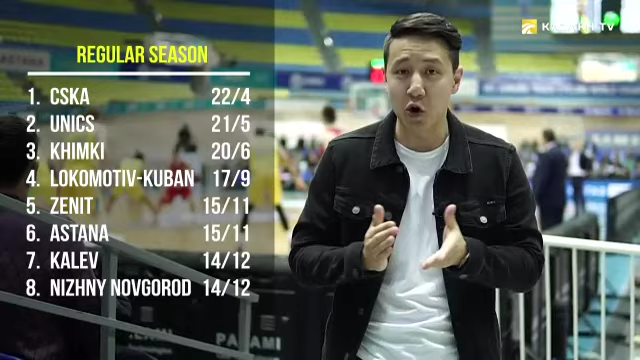 REGULAR SEASON
1. CSKA 22/4
2. UNICS 21/5
3. KHIMKI 20/6
4. LOKOMOTIV-KUBAN 17/9
5. ZENIT 15/11
6. ASTANA 15/11
7. KALEV 14/12
8. NIZHNY NOVGOROD 14/12
TV